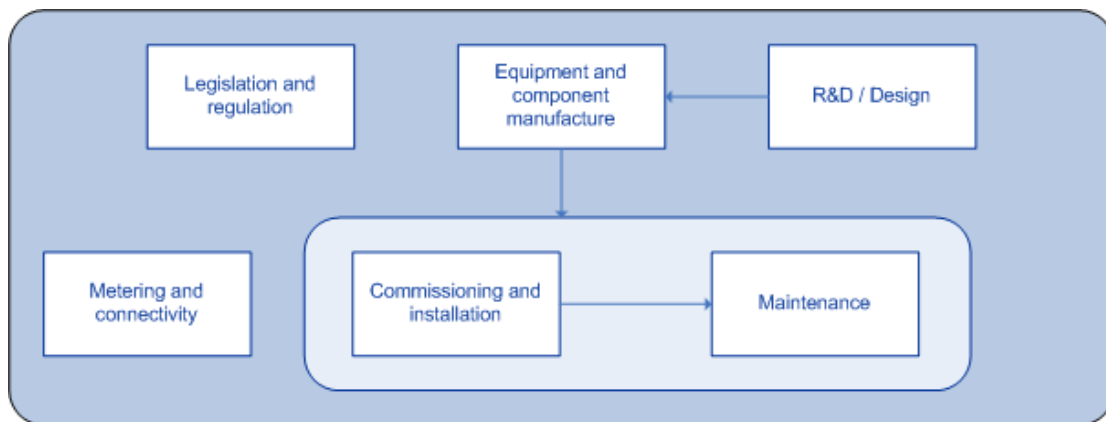 Legislation and
regulation
Equipment and
component
manufacture
R&D / Design
Metering and
connectivity
Commissioning and
installation
Maintenance